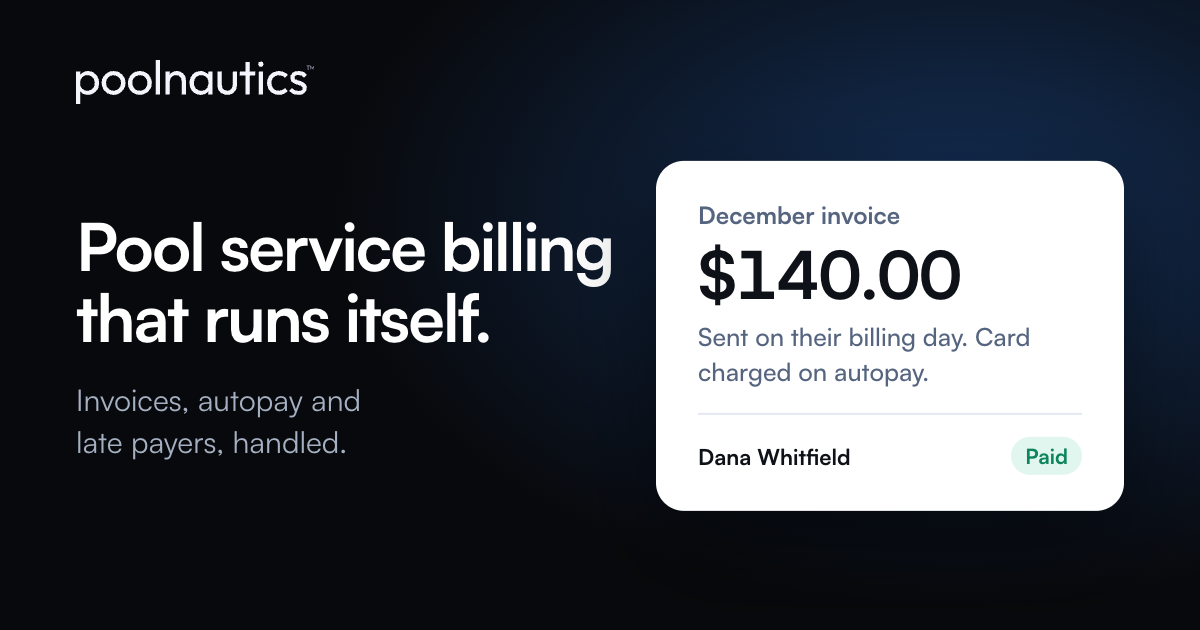 poolnautics™
Pool service billing
that runs itself.
Invoices, autopay and
late payers, handled.
December invoice
$140.00
Sent on their billing day. Card
charged on autopay.
Dana Whitfield
Paid